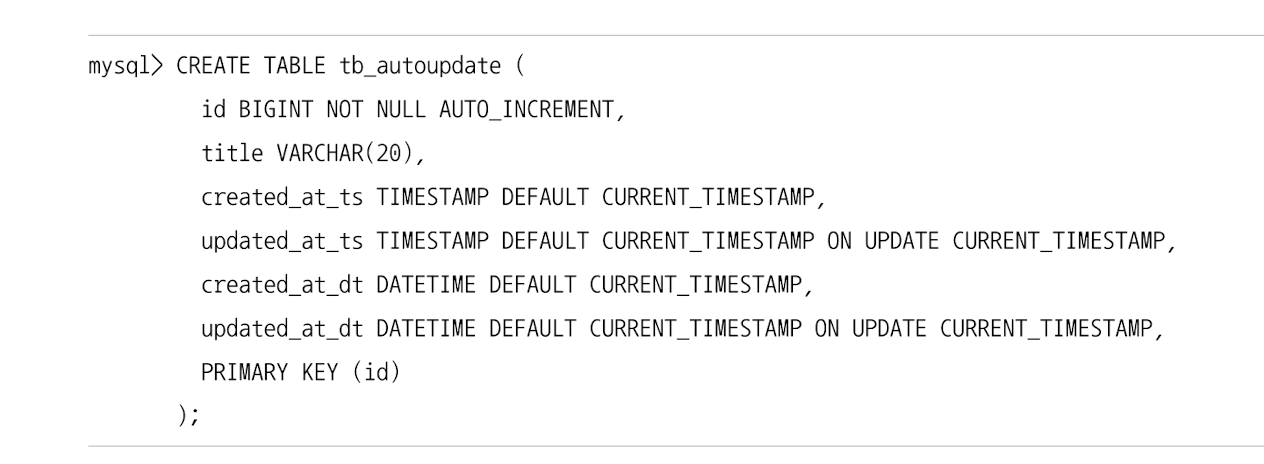 mysql> CREATE TABLE tb_autoupdate (
id BIGINT NOT NULL AUTO_INCREMENT,
title VARCHAR(20),
created_at_ts TIMESTAMP DEFAULT CURRENT_TIMESTAMP,
updated_at_ts TIMESTAMP DEFAULT CURRENT_TIMESTAMP ON UPDATE CURRENT_TIMESTAMP,
created_at_dt DATETIME DEFAULT CURRENT_TIMESTAMP,
updated_at_dt DATETIME DEFAULT CURRENT_TIMESTAMP ON UPDATE CURRENT_TIMESTAMP,
PRIMARY KEY (id)
);